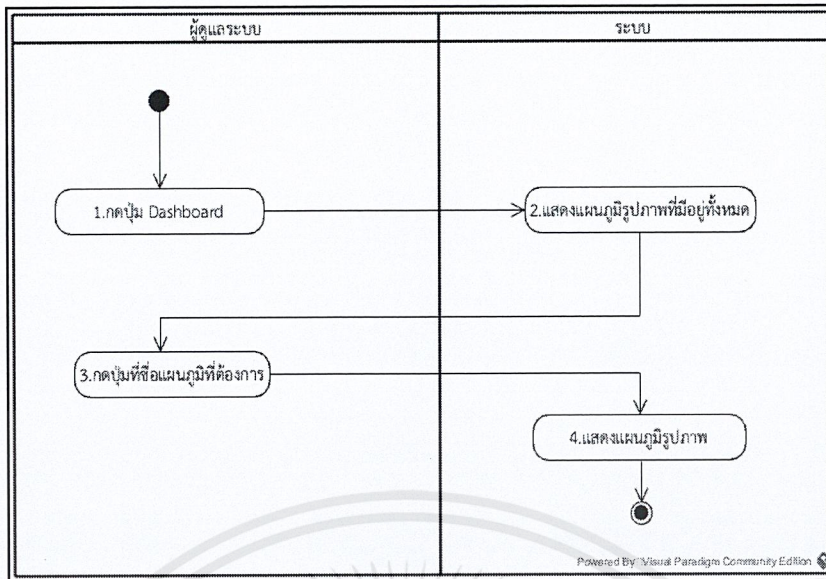 ผู้ดูแลระบบ
ระบบ
1.กดปุ่ม Dashboard
2.แสดงแผนภูมิรูปภาพที่มีอยู่ทั้งหมด
3.กดปุ่มที่ชื่อแผนภูมิที่ต้องการ
4.แสดงแผนภูมิรูปภาพ
Powered By Visual Paradigm Community Edition